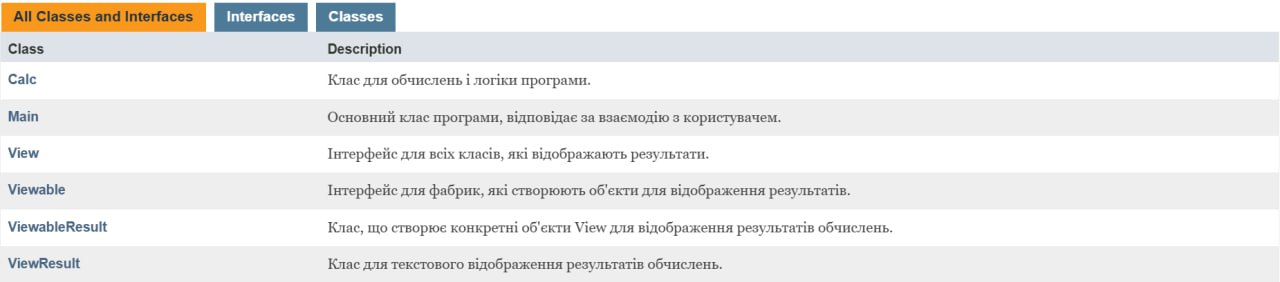 All Classes and Interfaces Interfaces Classes
Class Description
Calc Клас для обчислень і логіки програми.
Main Основний клас програми, відповідає за взаємодію з користувачем.
View Інтерфейс для всіх класів, які відображають результати.
Viewable Інтерфейс для фабрик, які створюють об'єкти для відображення результатів.
ViewableResult Клас, що створює конкретні об'єкти View для відображення результатів обчислень.
ViewResult Клас для текстового відображення результатів обчислень.